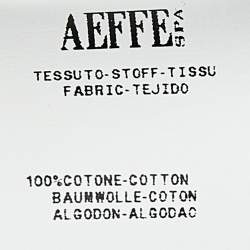 AEFFE SPA
TESSUTO-STOFF-TISSU
FABRIC-TEJIDO
100%COTONE-COTTON
BAUMWOLLE-COTON
ALGODON-ALGODAC